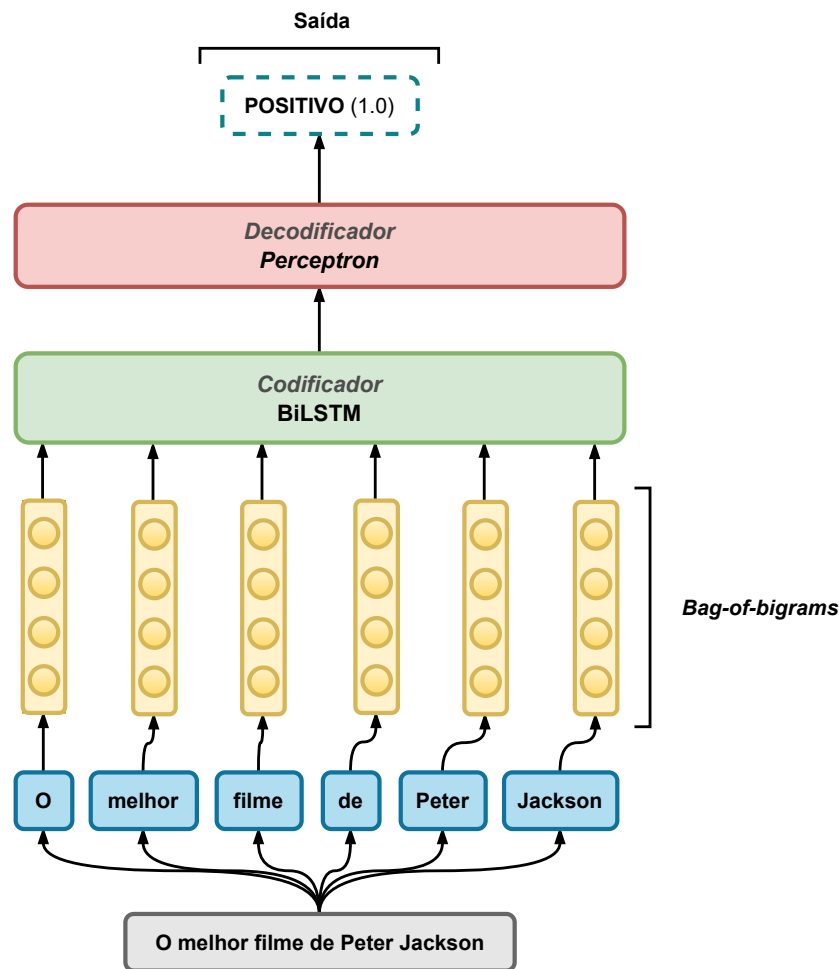 Saída
POSITIVO (1.0)
Decodificador
Perceptron
Codificador
BiLSTM
Bag-of-bigrams
O
melhor
filme
de
Peter
Jackson
O melhor filme de Peter Jackson